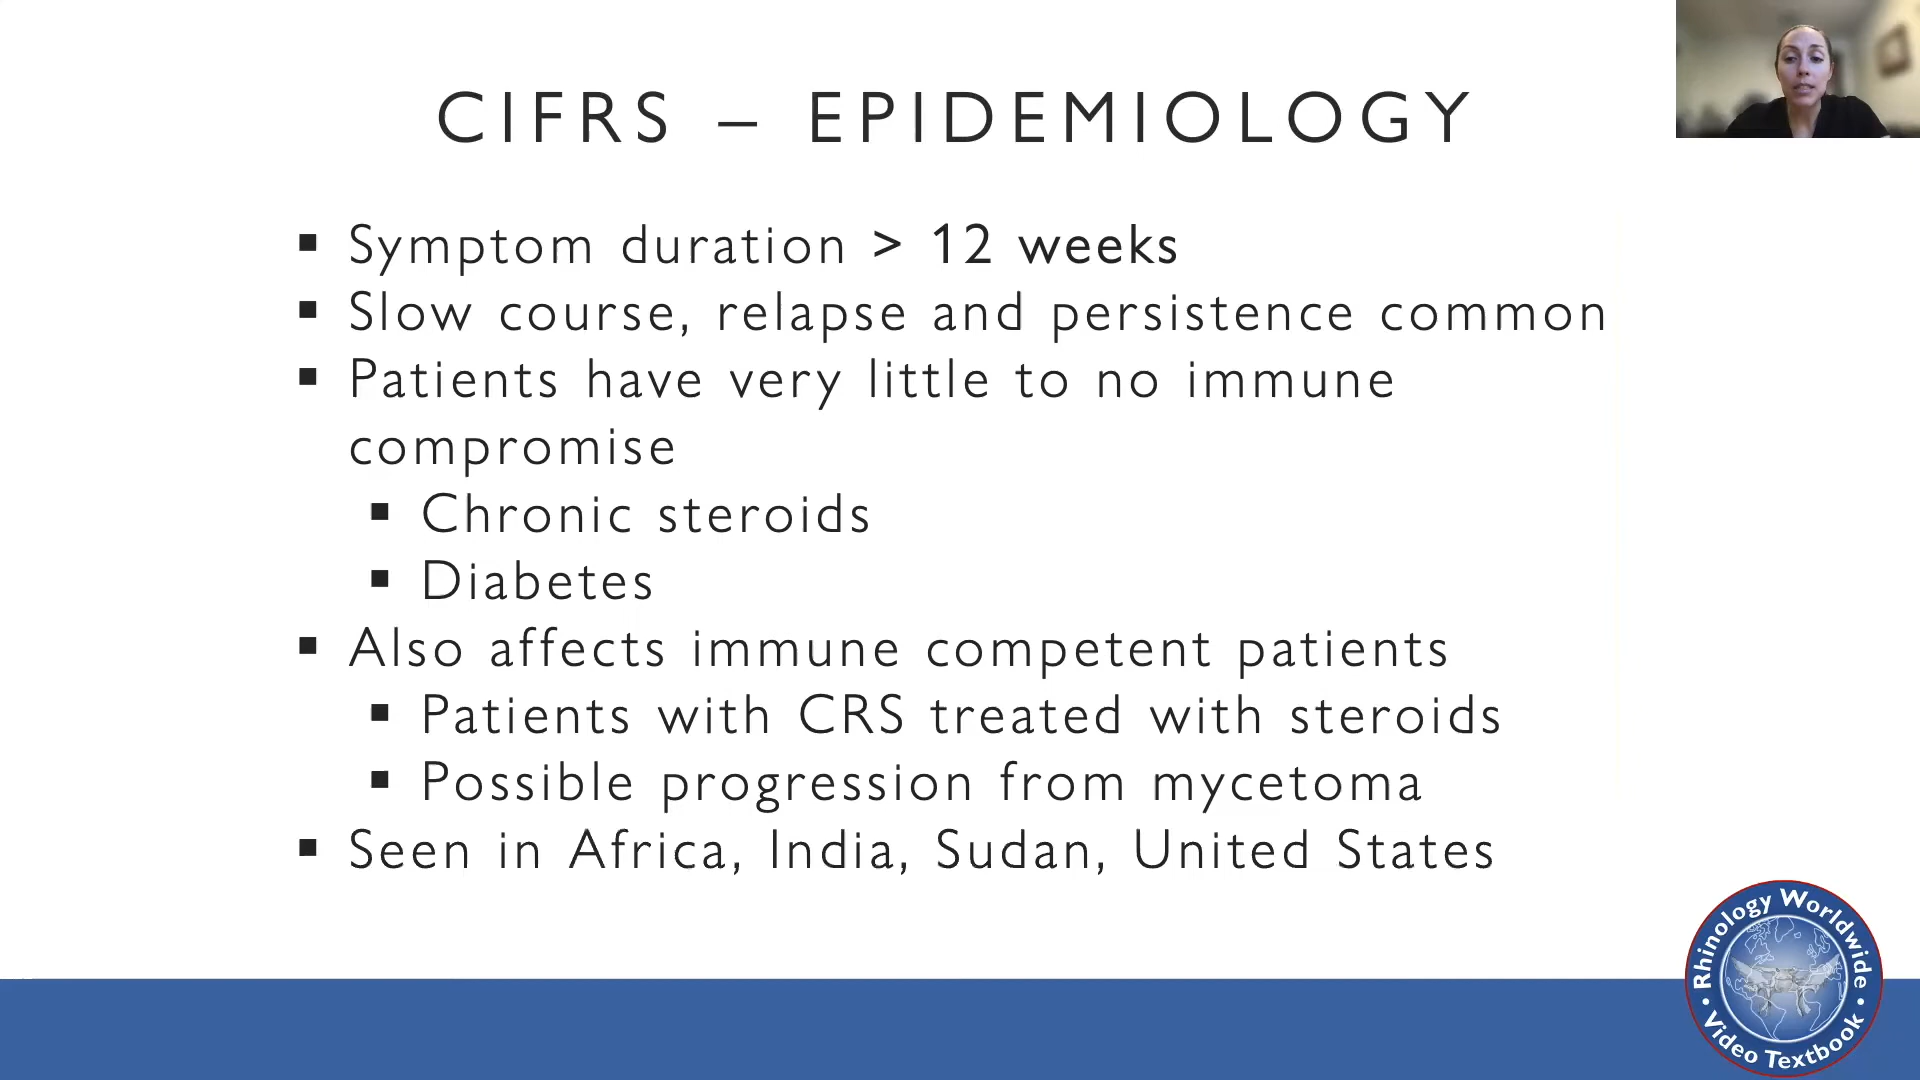 CIFRS – EPIDEMIOLOGY
▪ Symptom duration > 12 weeks
▪ Slow course, relapse and persistence common
▪ Patients have very little to no immune
compromise
▪ Chronic steroids
▪ Diabetes
▪ Also affects immune competent patients
▪ Patients with CRS treated with steroids
▪ Possible progression from mycetoma
▪ Seen in Africa, India, Sudan, United States
Rhinology Worldwide
• Video Textbook •